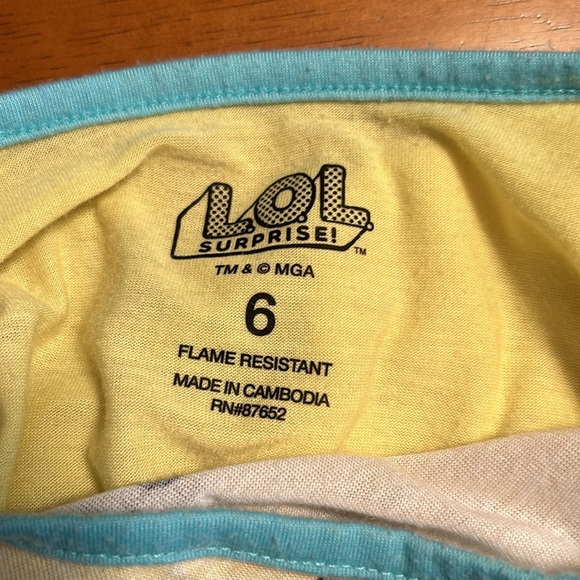 L.O.L
SURPRISE!™
TM & © MGA
6
FLAME RESISTANT
MADE IN CAMBODIA
RN#87652